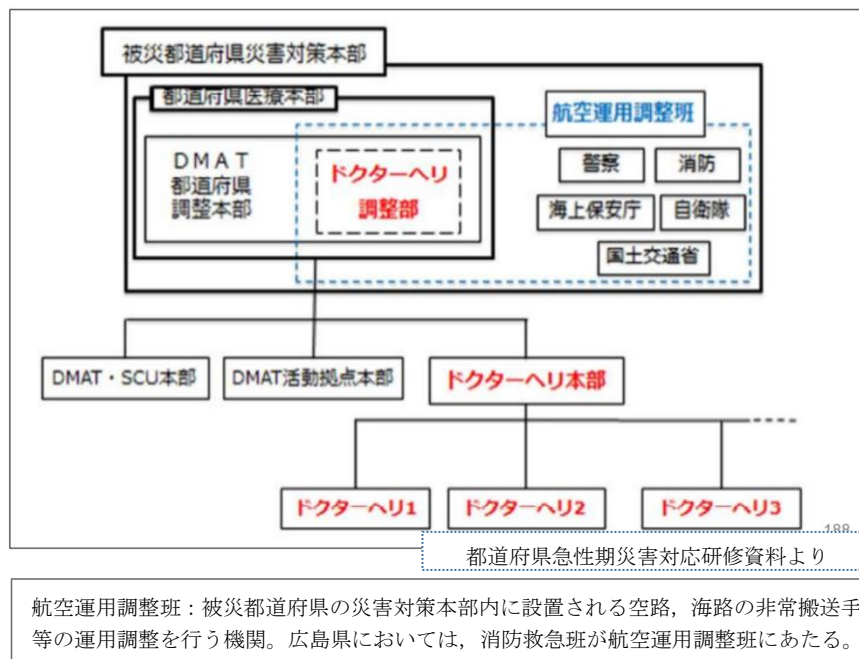 被災都道府県災害対策本部
都道府県医療本部
航空運用調整班
DMAT
都道府県
調整本部
ドクターヘリ
調整部
警察
消防
海上保安庁
自衛隊
国土交通省
DMAT・SCU本部
DMAT活動拠点本部
ドクターヘリ本部
ドクターヘリ1
ドクターヘリ2
ドクターヘリ3
188
都道府県急性期災害対応研修資料より
航空運用調整班：被災都道府県の災害対策本部内に設置される空路，海路の非常搬送手
等の運用調整を行う機関。広島県においては，消防救急班が航空運用調整班にあたる。